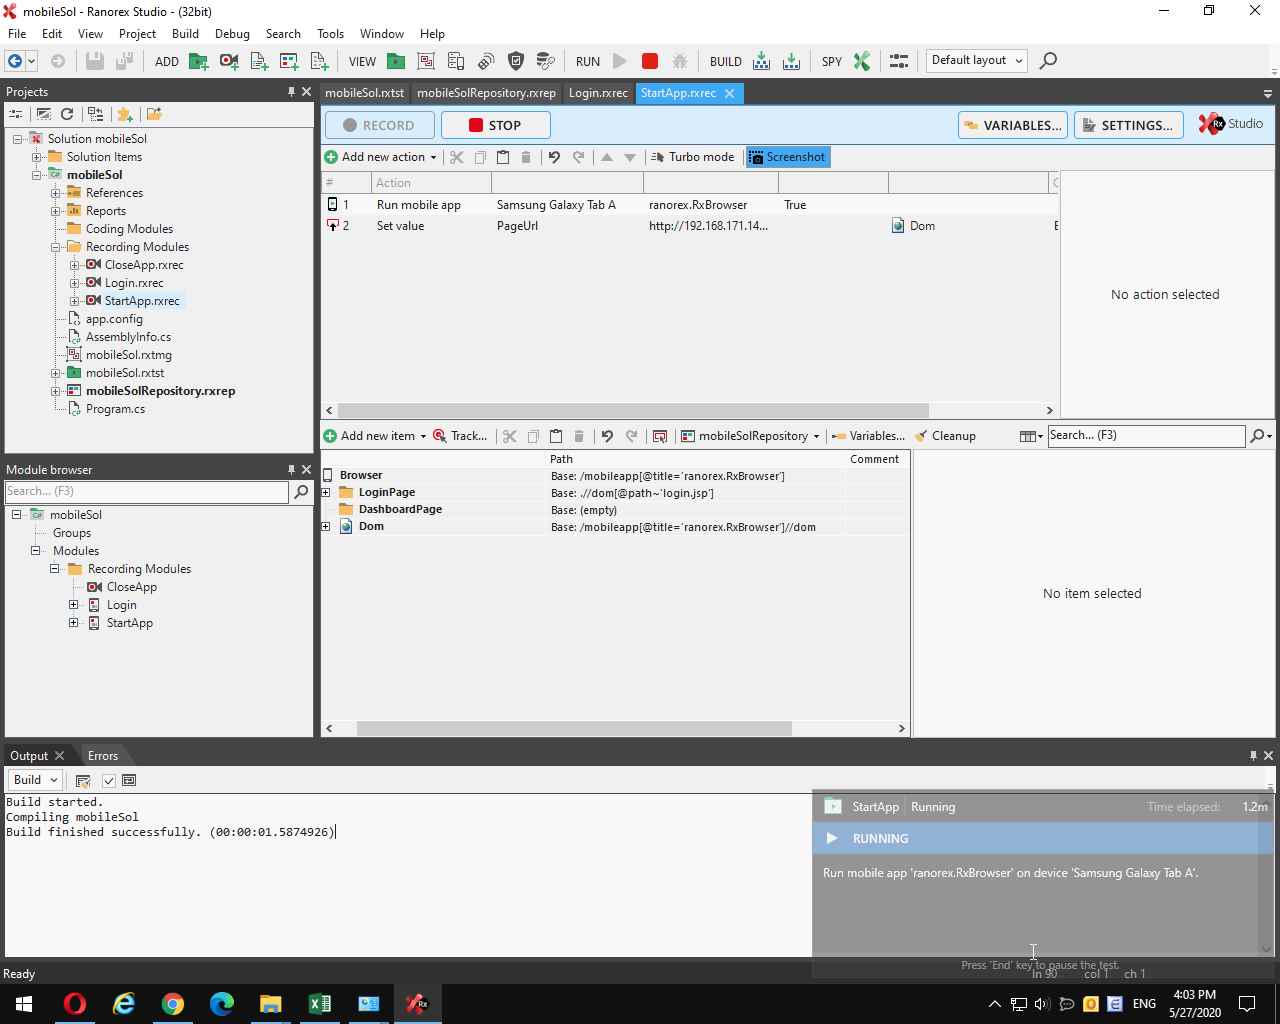 mobileSol - Ranorex Studio - (32bit)
File Edit View Project Build Debug Search Tools Window Help
ADD VIEW RUN BUILD SPY Default layout
Projects
Solution mobileSol
Solution Items
mobileSol
References
Reports
Coding Modules
Recording Modules
CloseApp.rxrec
Login.rxrec
StartApp.rxrec
app.config
AssemblyInfo.cs
mobileSol.rxtmg
mobileSol.rxtst
mobileSolRepository.rxrep
Program.cs
Module browser
Search... (F3)
mobileSol
Groups
Modules
Recording Modules
CloseApp
Login
StartApp
mobileSol.rxtst mobileSolRepository.rxrep Login.rxrec StartApp.rxrec
RECORD STOP VARIABLES... SETTINGS... Rx Studio
Add new action Turbo mode Screenshot
# Action
1 Run mobile app Samsung Galaxy Tab A ranorex.RxBrowser True
2 Set value PageUrl http://192.168.171.14... Dom
No action selected
Add new item Track... mobileSolRepository Variables... Cleanup Search... (F3)
Path Comment
Browser Base: /mobileapp[@title='ranorex.RxBrowser']
LoginPage Base: .//dom[@path~'login.jsp']
DashboardPage Base: (empty)
Dom Base: /mobileapp[@title='ranorex.RxBrowser']//dom
No item selected
Output Errors
Build
Build started.
Compiling mobileSol
Build finished successfully. (00:00:01.5874926)
StartApp Running Time elapsed: 1.2m
RUNNING
Run mobile app 'ranorex.RxBrowser' on device 'Samsung Galaxy Tab A'.
Press 'End' key to pause the test.
Ready ln 90 col 1 ch 1
Rx
ENG 4:03 PM
5/27/2020